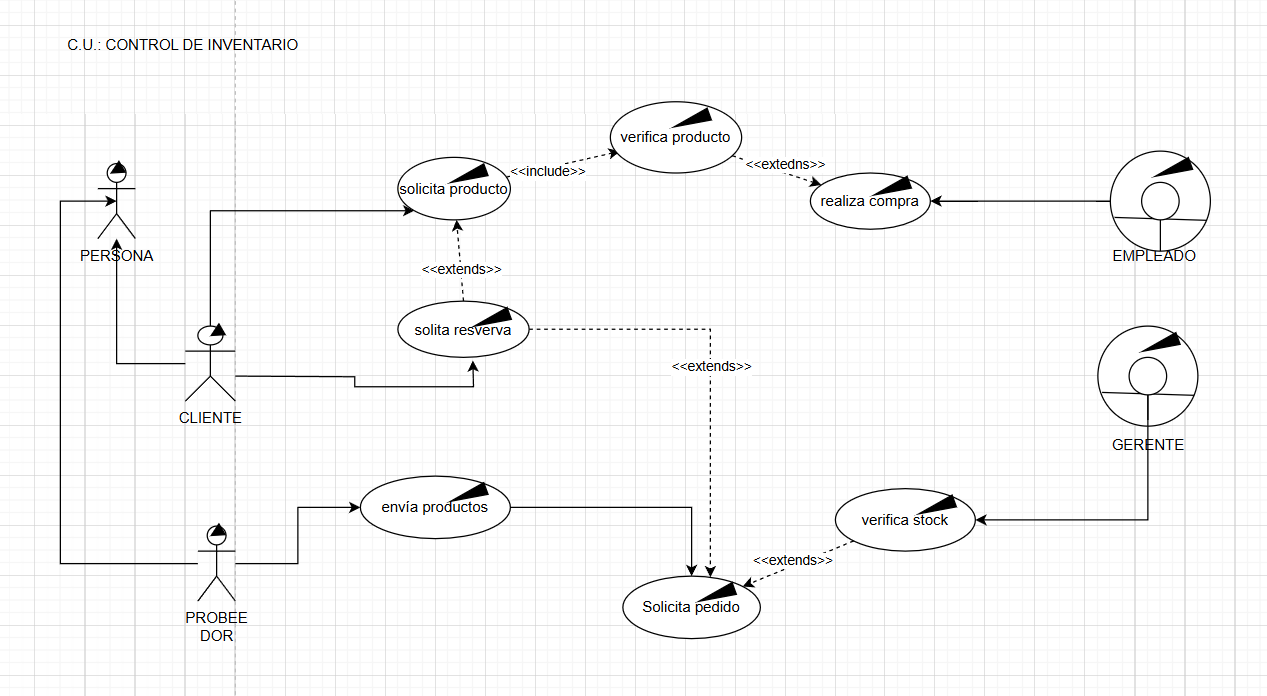 C.U.: CONTROL DE INVENTARIO
verifica producto
<<include>>
<<extedns>>
solicita producto
realiza compra
PERSONA
EMPLEADO
<<extends>>
solita resverva
<<extends>>
CLIENTE
GERENTE
envía productos
verifica stock
<<extends>>
Solicita pedido
PROBEE
DOR